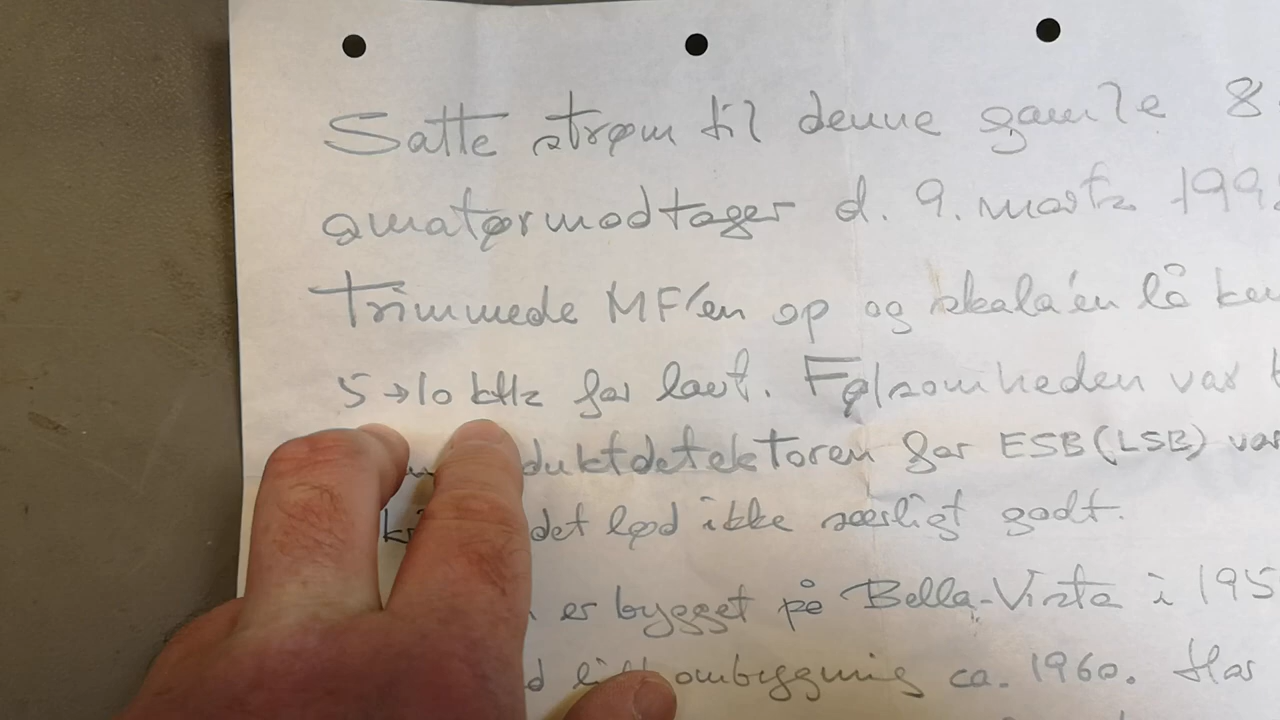 Satte strøm til denne gamle 8
amatørmodtager d. 9. marts 199
Trimmede MF'en op og skala'en lå
5→10 kHz for lavt. Følsomheden var
duktdetektoren for ESB (LSB) var
det lød ikke særligt godt.
er bygget på Bella-Vista i 195
ombygning ca. 1960. Har